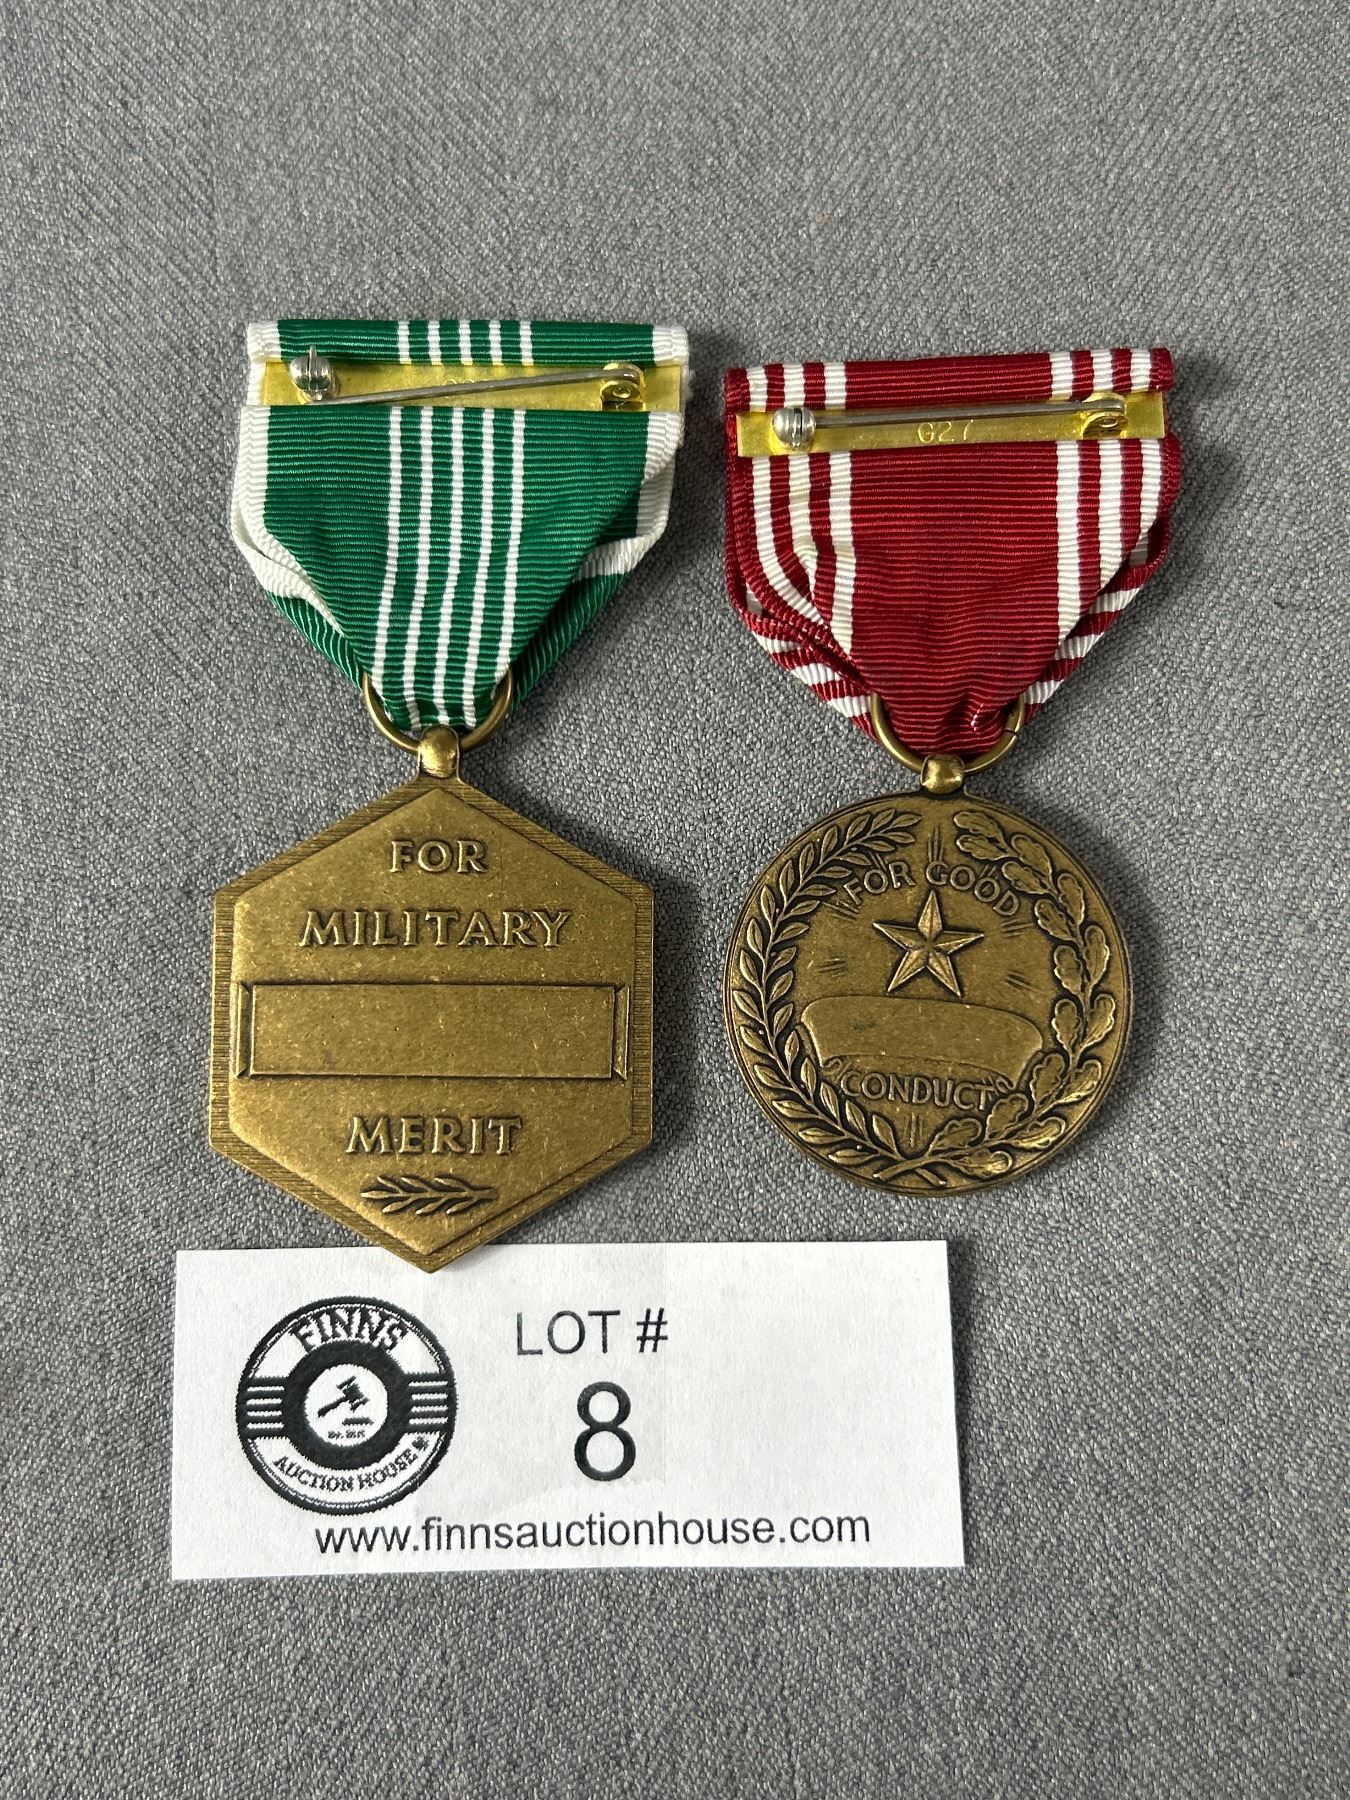 G27
FOR
MILITARY
MERIT
FOR GOOD
CONDUCT
FINNS
AUCTION HOUSE
LOT #
8
www.finnsauctionhouse.com